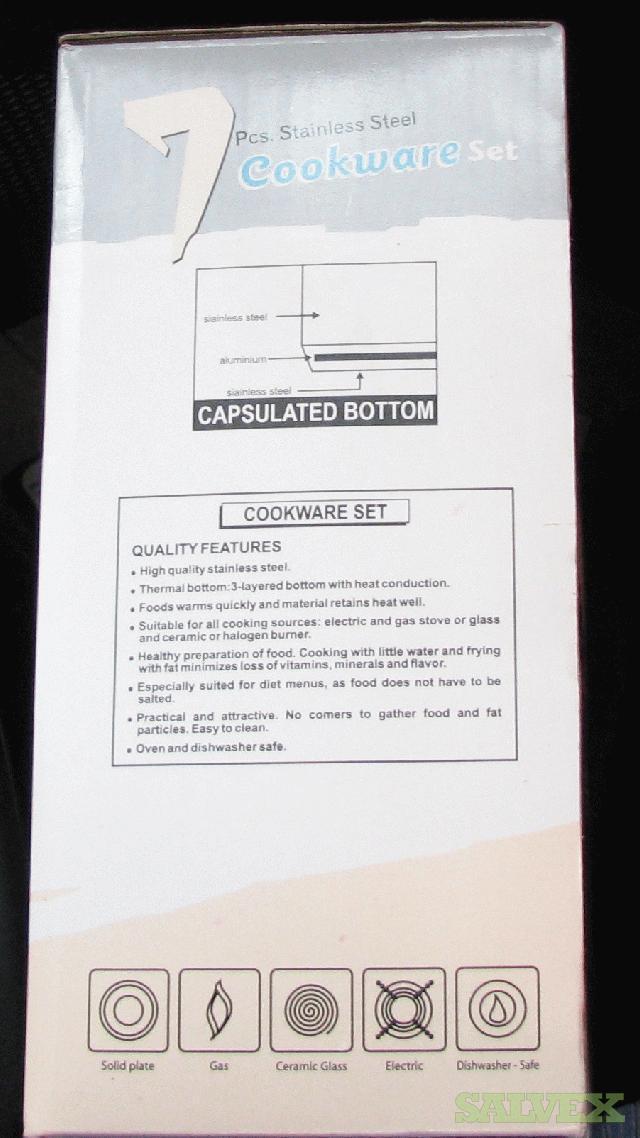 7
Pcs. Stainless Steel
Cookware Set
stainless steel
aluminium
stainless steel
CAPSULATED BOTTOM
COOKWARE SET
QUALITY FEATURES
• High quality stainless steel.
• Thermal bottom:3-layered bottom with heat conduction.
• Foods warms quickly and material retains heat well.
• Suitable for all cooking sources: electric and gas stove or glass
and ceramic or halogen burner.
• Healthy preparation of food. Cooking with little water and frying
with fat minimizes loss of vitamins, minerals and flavor.
• Especially suited for diet menus, as food does not have to be
salted.
• Practical and attractive. No comers to gather food and fat
particles. Easy to clean.
• Oven and dishwasher safe.
Solid plate
Gas
Ceramic Glass
Electric
Dishwasher - Safe
SALVEX